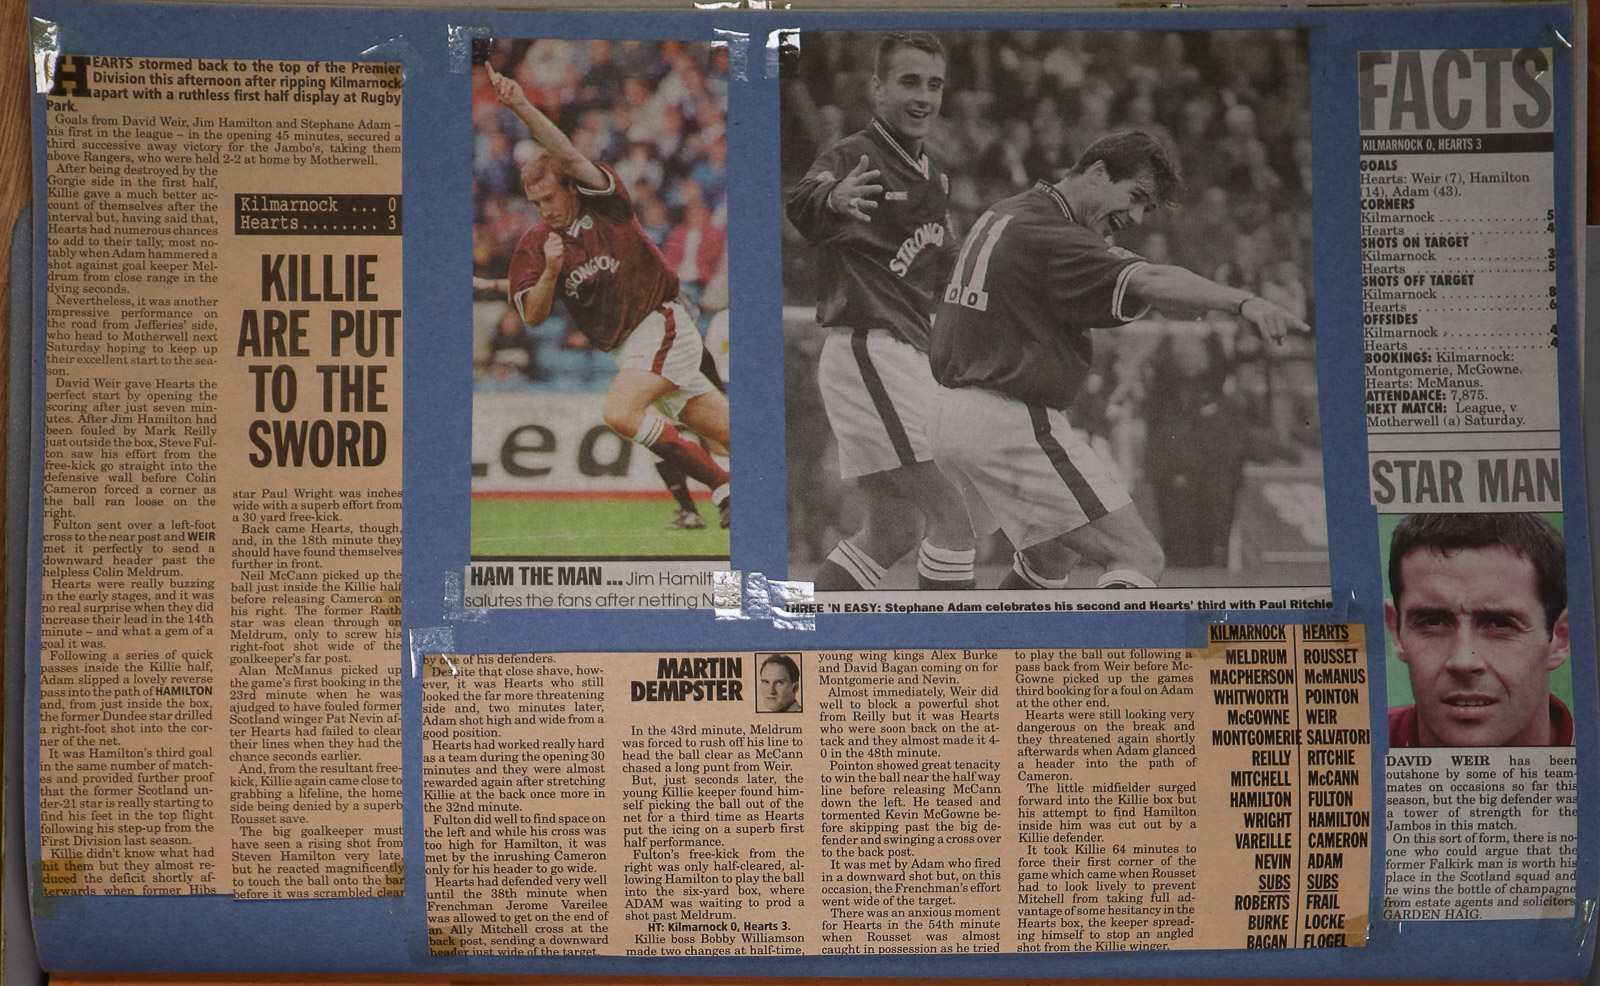 HEARTS stormed back to the top of the Premier
Division this afternoon after ripping Kilmarnock
apart with a ruthless first half display at Rugby
Park.
Goals from David Weir, Jim Hamilton and Stephane Adam –
his first in the league – in the opening 45 minutes, secured a
third successive away victory for the Jambo's, taking them
above Rangers, who were held 2-2 at home by Motherwell.
After being destroyed by the
Gorgie side in the first half,
Killie gave a much better ac-
count of themselves after the
interval but, having said that,
Hearts had numerous chances
to add to their tally, most no-
tably when Adam hammered a
shot against goal keeper Mel-
drum from close range in the
dying seconds.
Nevertheless, it was another
impressive performance on
the road from Jefferies' side,
who head to Motherwell next
Saturday hoping to keep up
their excellent start to the sea-
son.
David Weir gave Hearts the
perfect start by opening the
scoring after just seven min-
utes. After Jim Hamilton had
been fouled by Mark Reilly
just outside the box, Steve Ful-
ton saw his effort from the
free-kick go straight into the
defensive wall before Colin
Cameron forced a corner as
the ball ran loose on the
right.
Fulton sent over a left-foot
cross to the near post and WEIR
met it perfectly to send a
downward header past the
helpless Colin Meldrum.
Hearts were really buzzing
in the early stages, and it was
no real surprise when they did
increase their lead in the 14th
minute – and what a gem of a
goal it was.
Following a series of quick
passes inside the Killie half,
Adam slipped a lovely reverse
pass into the path of HAMILTON
and, from just inside the box,
the former Dundee star drilled
a right-foot shot into the cor-
ner of the net.
It was Hamilton's third goal
in the same number of match-
es and provided further proof
that the former Scotland un-
der-21 star is really starting to
find his feet in the top flight
following his step-up from the
First Division last season.
Killie didn't know what had
hit them but they almost re-
duced the deficit shortly af-
terwards when former Hibs
Kilmarnock ... 0
Hearts........ 3
KILLIE
ARE PUT
TO THE
SWORD
star Paul Wright was inches
wide with a superb effort from
a 30 yard free-kick.
Back came Hearts, though,
and, in the 18th minute they
should have found themselves
further in front.
Neil McCann picked up the
ball just inside the Killie half
before releasing Cameron on
his right. The former Raith
star was clean through on
Meldrum, only to screw his
right-foot shot wide of the
goalkeeper's far post.
Alan McManus picked up
the game's first booking in the
23rd minute when he was
ajudged to have fouled former
Scotland winger Pat Nevin af-
ter Hearts had failed to clear
their lines when they had the
chance seconds earlier.
And, from the resultant free-
kick, Killie again came close to
grabbing a lifeline, the home
side being denied by a superb
Rousset save.
The big goalkeeper must
have seen a rising shot from
Steven Hamilton very late,
but he reacted magnificently
to touch the ball onto the bar
before it was scrambled clear
STRONGBOW
Lea
HAM THE MAN ... Jim Hamilt
salutes the fans after netting N
STRONG
11
THREE 'N EASY: Stephane Adam celebrates his second and Hearts' third with Paul Ritchie
by one of his defenders.
Despite that close shave, how-
ever, it was Hearts who still
looked the far more threatening
side and, two minutes later,
Adam shot high and wide from a
good position.
Hearts had worked really hard
as a team during the opening 30
minutes and they were almost
rewarded again after stretching
Killie at the back once more in
the 32nd minute.
Fulton did well to find space on
the left and while his cross was
too high for Hamilton, it was
met by the inrushing Cameron
only for his header to go wide.
Hearts had defended very well
until the 38th minute when
Frenchman Jerome Vareilee
was allowed to get on the end of
an Ally Mitchell cross at the
back post, sending a downward
header just wide of the target.
MARTIN
DEMPSTER
In the 43rd minute, Meldrum
was forced to rush off his line to
head the ball clear as McCann
chased a long punt from Weir.
But, just seconds later, the
young Killie keeper found him-
self picking the ball out of the
net for a third time as Hearts
put the icing on a superb first
half performance.
Fulton's free-kick from the
right was only half-cleared, al-
lowing Hamilton to play the ball
into the six-yard box, where
ADAM was waiting to prod a
shot past Meldrum.
HT: Kilmarnock 0, Hearts 3.
Killie boss Bobby Williamson
made two changes at half-time,
young wing kings Alex Burke
and David Bagan coming on for
Montgomerie and Nevin.
Almost immediately, Weir did
well to block a powerful shot
from Reilly but it was Hearts
who were soon back on the at-
tack and they almost made it 4-
0 in the 48th minute.
Pointon showed great tenacity
to win the ball near the half way
line before releasing McCann
down the left. He teased and
tormented Kevin McGowne be-
fore skipping past the big de-
fender and swinging a cross over
to the back post.
It was met by Adam who fired
in a downward shot but, on this
occasion, the Frenchman's effort
went wide of the target.
There was an anxious moment
for Hearts in the 54th minute
when Rousset was almost
caught in possession as he tried
to play the ball out following a
pass back from Weir before Mc-
Gowne picked up the games
third booking for a foul on Adam
at the other end.
Hearts were still looking very
dangerous on the break and
they threatened again shortly
afterwards when Adam glanced
a header into the path of
Cameron.
The little midfielder surged
forward into the Killie box but
his attempt to find Hamilton
inside him was cut out by a
Killie defender.
It took Killie 64 minutes to
force their first corner of the
game which came when Rousset
had to look lively to prevent
Mitchell from taking full ad-
vantage of some hesitancy in the
Hearts box, the keeper spread-
ing himself to stop an angled
shot from the Killie winger.
KILMARNOCK HEARTS
MELDRUM ROUSSET
MACPHERSON McMANUS
WHITWORTH POINTON
McGOWNE WEIR
MONTGOMERIE SALVATORI
REILLY RITCHIE
MITCHELL McCANN
HAMILTON FULTON
WRIGHT HAMILTON
VAREILLE CAMERON
NEVIN ADAM
SUBS SUBS
ROBERTS FRAIL
BURKE LOCKE
BAGAN FLOGEL
FACTS
KILMARNOCK 0, HEARTS 3
GOALS
Hearts: Weir (7), Hamilton
(14), Adam (43).
CORNERS
Kilmarnock ........ 5
Hearts ........ 4
SHOTS ON TARGET
Kilmarnock ........ 3
Hearts ........ 5
SHOTS OFF TARGET
Kilmarnock ........ 8
Hearts ........ 6
OFFSIDES
Kilmarnock ........ 4
Hearts ........ 4
BOOKINGS: Kilmarnock:
Montgomerie, McGowne.
Hearts: McManus.
ATTENDANCE: 7,875.
NEXT MATCH: League, v
Motherwell (a) Saturday.
STAR MAN
DAVID WEIR has been
outshone by some of his team-
mates on occasions so far this
season, but the big defender was
a tower of strength for the
Jambos in this match.
On this sort of form, there is no-
one who could argue that the
former Falkirk man is worth his
place in the Scotland squad and
he wins the bottle of champagne
from estate agents and solicitors
GARDEN HAIG.